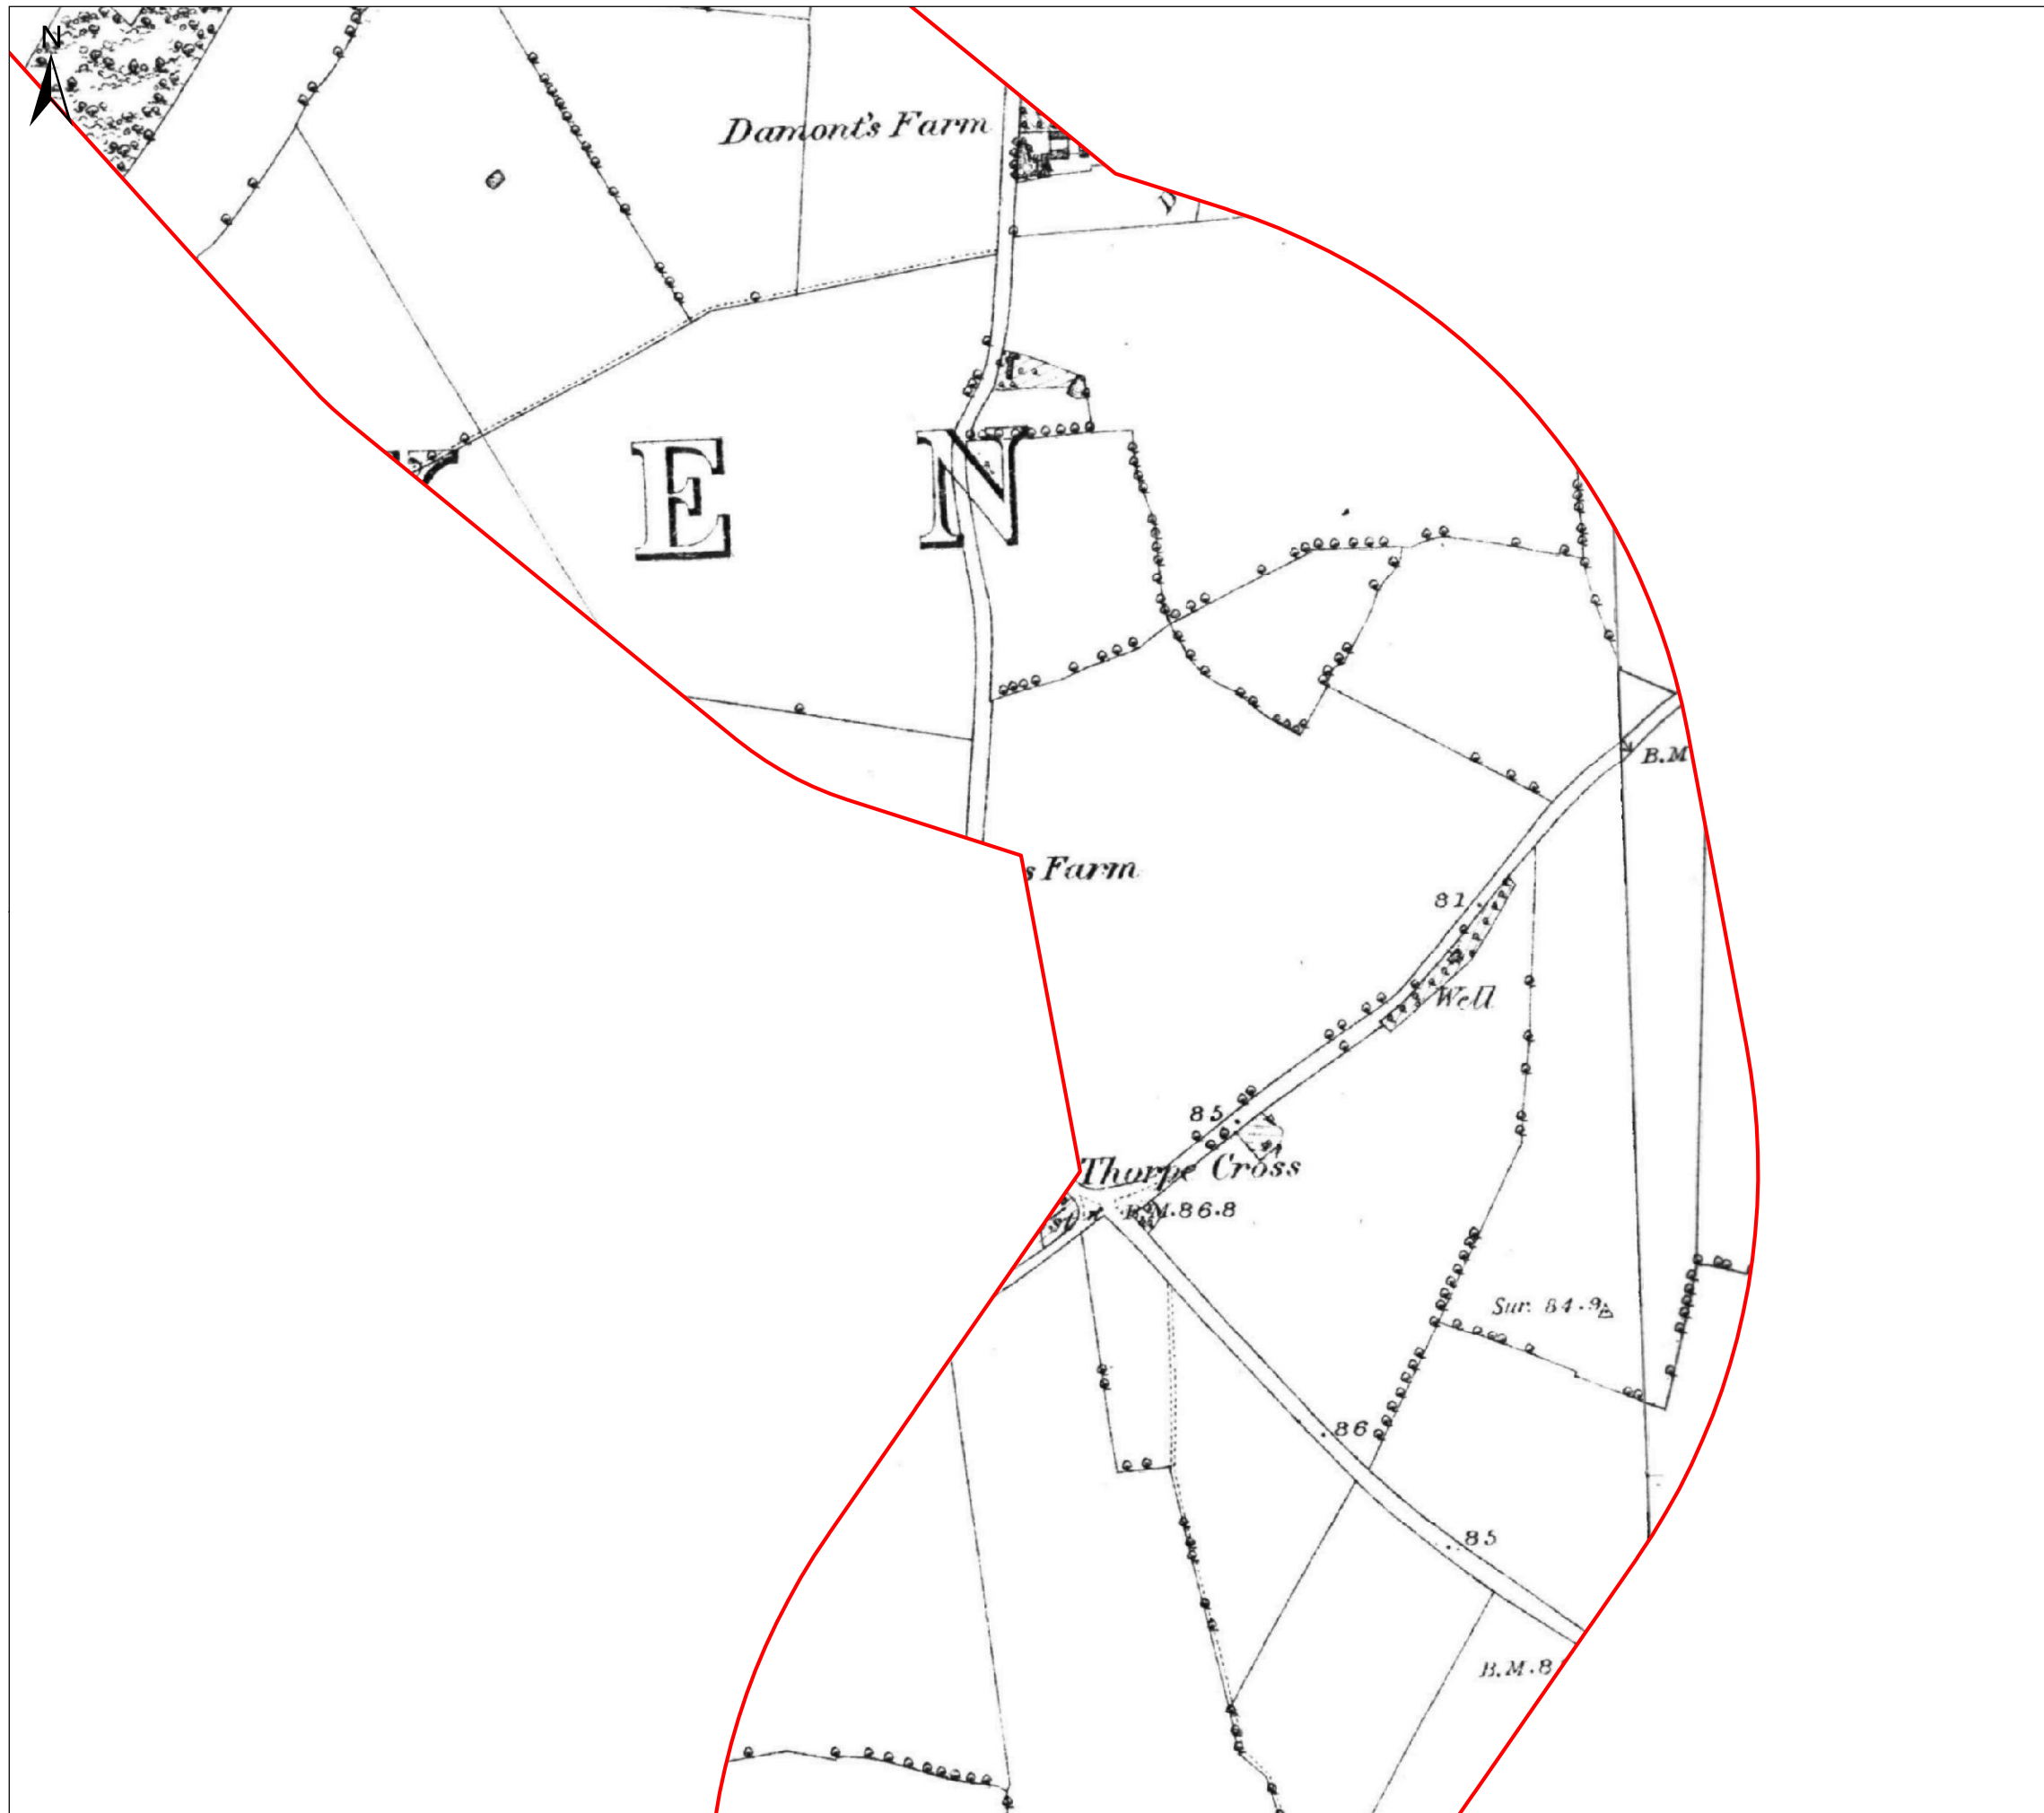 N
Damont's Farm
D
E N
B.M
s Farm
81
Well
85
Thorpe Cross
B.M.86.8
Sur. 84.9
86
85
B.M.8